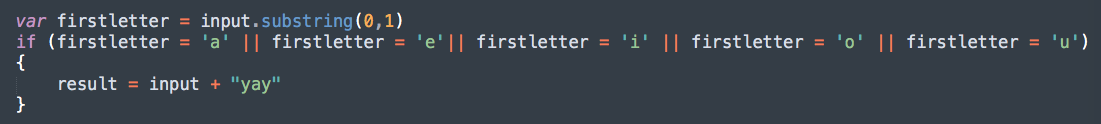 var firstletter = input.substring(0,1)
if (firstletter = 'a' || firstletter = 'e'|| firstletter = 'i' || firstletter = 'o' || firstletter = 'u')
{
    result = input + "yay"
}